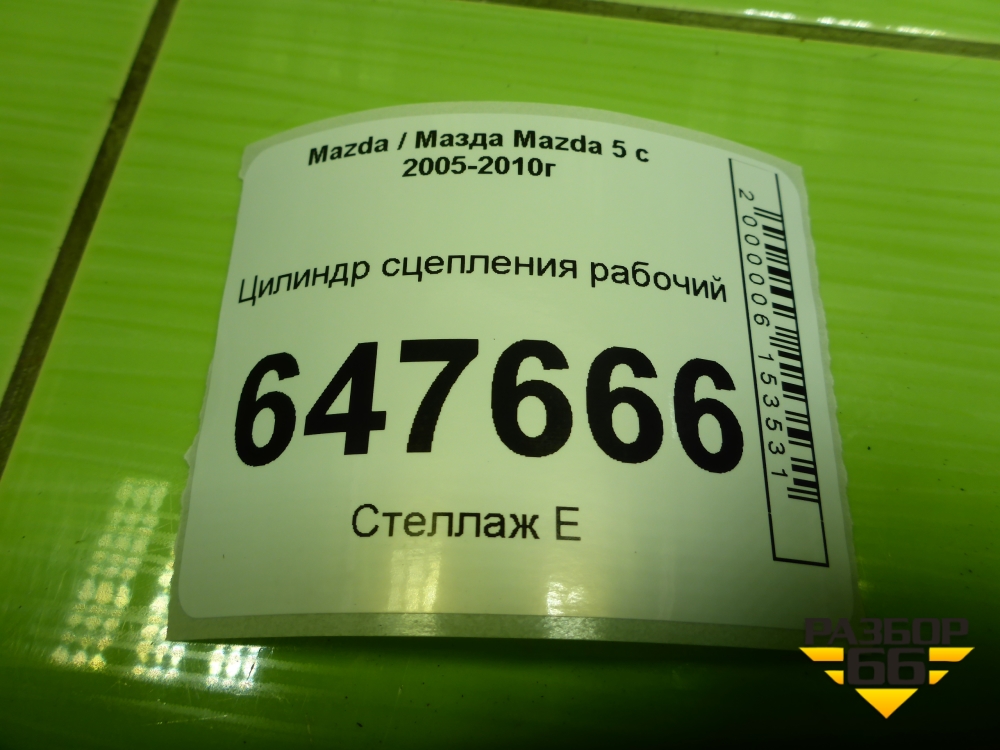 Mazda / Мазда Mazda 5 с
2005-2010г
Цилиндр сцепления рабочий
647666
Стеллаж Е
2000006153531
РАЗБОР
66